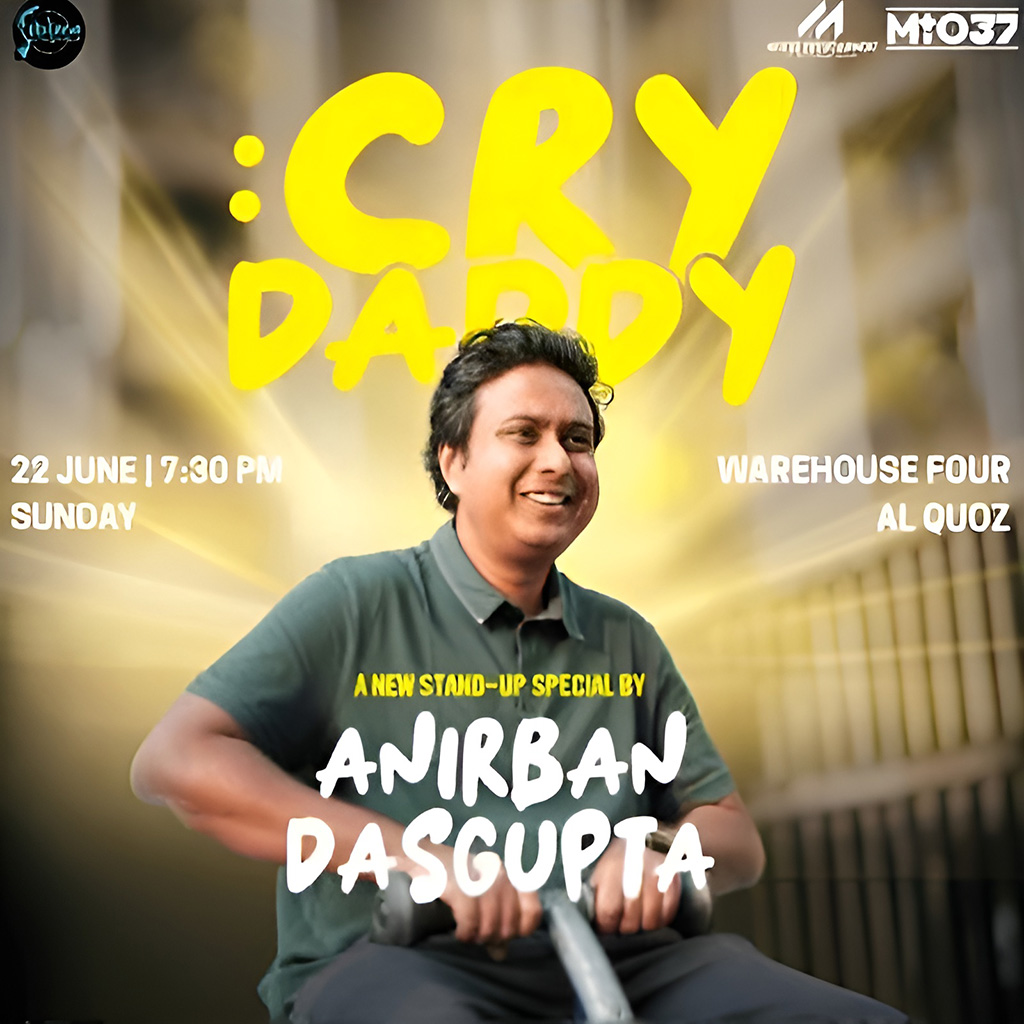 MIO37
:CRY
DADDY
22 JUNE | 7:30 PM
SUNDAY
WAREHOUSE FOUR
AL QUOZ
A NEW STAND-UP SPECIAL BY
ANIRBAN
DASGUPTA